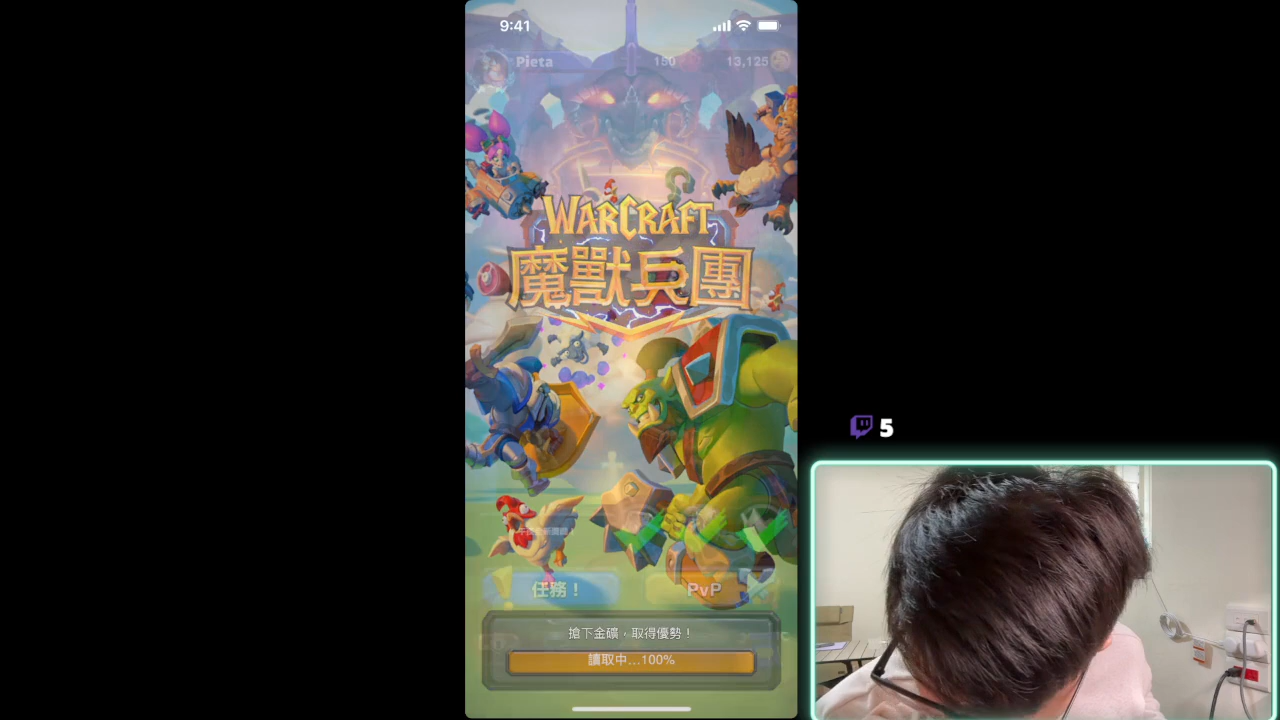 9:41
Pieta
150
13,125
WARCRAFT
魔獸兵團
任務！
PvP
搶下金礦，取得優勢！
讀取中...100%
5